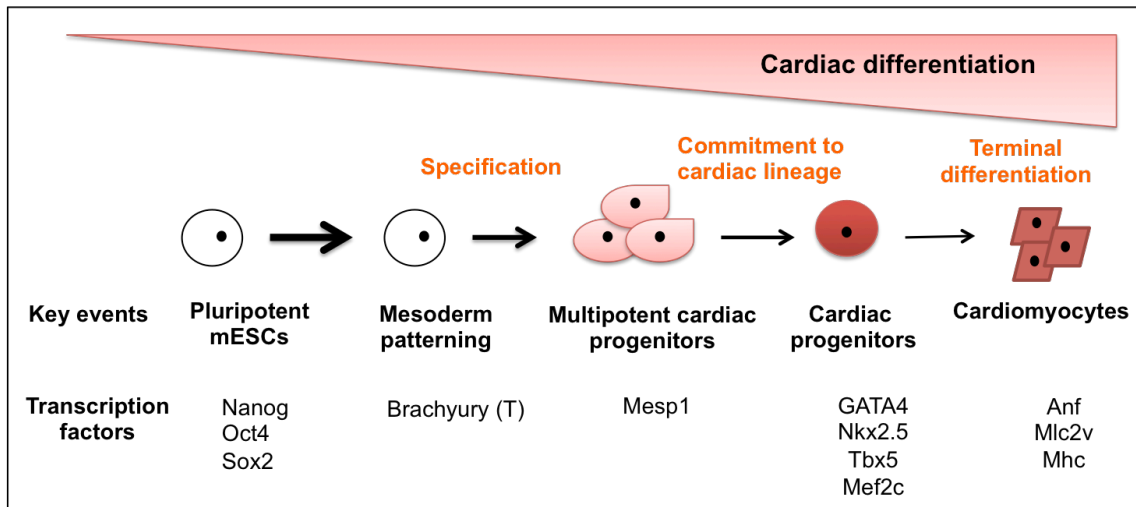 Cardiac differentiation
Specification
Commitment to
cardiac lineage
Terminal
differentiation
Key events
Pluripotent
mESCs
Mesoderm
patterning
Multipotent cardiac
progenitors
Cardiac
progenitors
Cardiomyocytes
Transcription
factors
Nanog
Oct4
Sox2
Brachyury (T)
Mesp1
GATA4
Nkx2.5
Tbx5
Mef2c
Anf
Mlc2v
Mhc